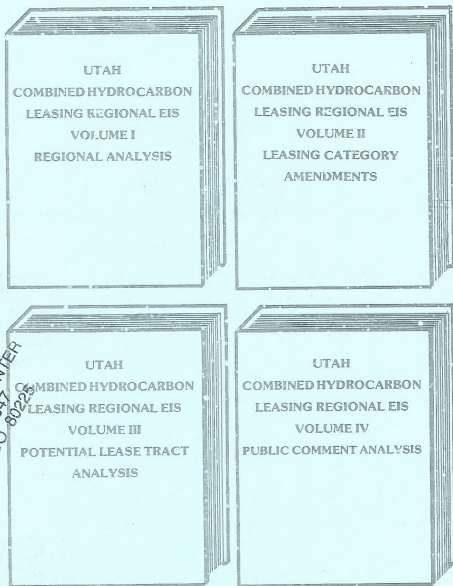 UTAH
COMBINED HYDROCARBON
LEASING REGIONAL EIS
VOLUME I
REGIONAL ANALYSIS
UTAH
COMBINED HYDROCARBON
LEASING REGIONAL EIS
VOLUME II
LEASING CATEGORY
AMENDMENTS
UTAH
COMBINED HYDROCARBON
LEASING REGIONAL EIS
VOLUME III
POTENTIAL LEASE TRACT
ANALYSIS
UTAH
COMBINED HYDROCARBON
LEASING REGIONAL EIS
VOLUME IV
PUBLIC COMMENT ANALYSIS
80225